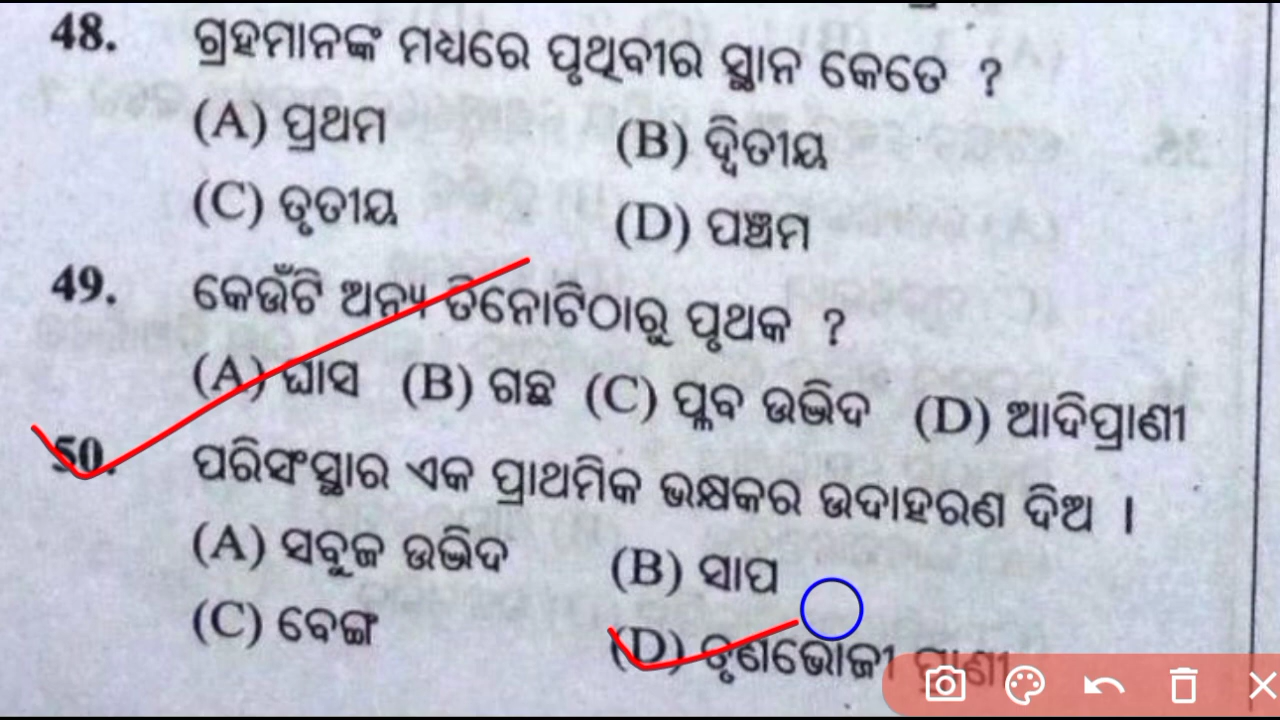 48. ଗ୍ରହମାନଙ୍କ ମଧ୍ୟରେ ପୃଥିବୀର ସ୍ଥାନ କେତେ ?
(A) ପ୍ରଥମ (B) ଦ୍ୱିତୀୟ
(C) ତୃତୀୟ (D) ପଞ୍ଚମ
49. କେଉଁଟି ଅନ୍ୟ ତିନୋଟିଠାରୁ ପୃଥକ ?
(A) ଘାସ (B) ଗଛ (C) ପ୍ଳବ ଉଦ୍ଭିଦ (D) ଆଦିପ୍ରାଣୀ
50. ପରିସଂସ୍ଥାର ଏକ ପ୍ରାଥମିକ ଭକ୍ଷକର ଉଦାହରଣ ଦିଅ ।
(A) ସବୁଜ ଉଦ୍ଭିଦ (B) ସାପ
(C) ବେଙ୍ଗ (D) ତୃଣଭୋଜୀ ପ୍ରାଣୀ